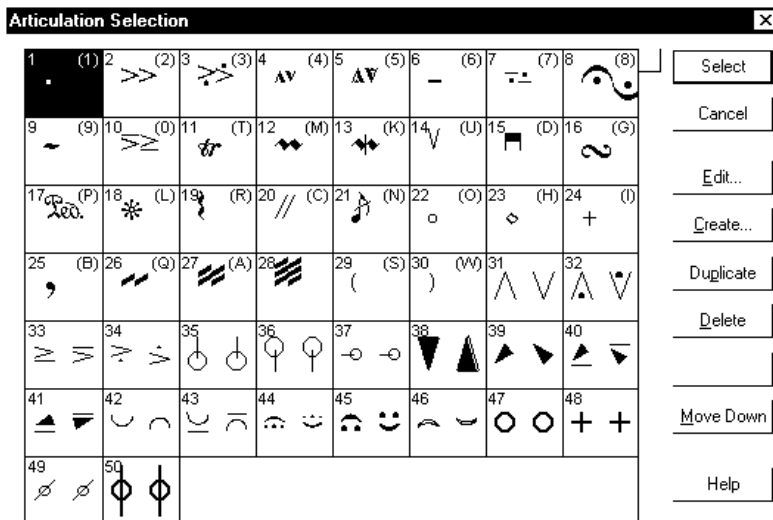 Articulation Selection
1 (1) 2 (2) 3 (3) 4 (4) 5 (5) 6 (6) 7 (7) 8 (8)
9 (9) 10 (0) 11 (T) tr 12 (M) 13 (K) 14 (U) 15 (D) 16 (G)
17 (P) Ped. 18 (L) 19 (R) 20 (C) 21 (N) 22 (O) 23 (H) 24 (I)
25 (B) 26 (Q) 27 (A) 28 29 (S) 30 (W) 31 32
33 34 35 36 37 38 39 40
41 42 43 44 45 46 47 48
49 50
Select
Cancel
Edit...
Create...
Duplicate
Delete
Move Down
Help